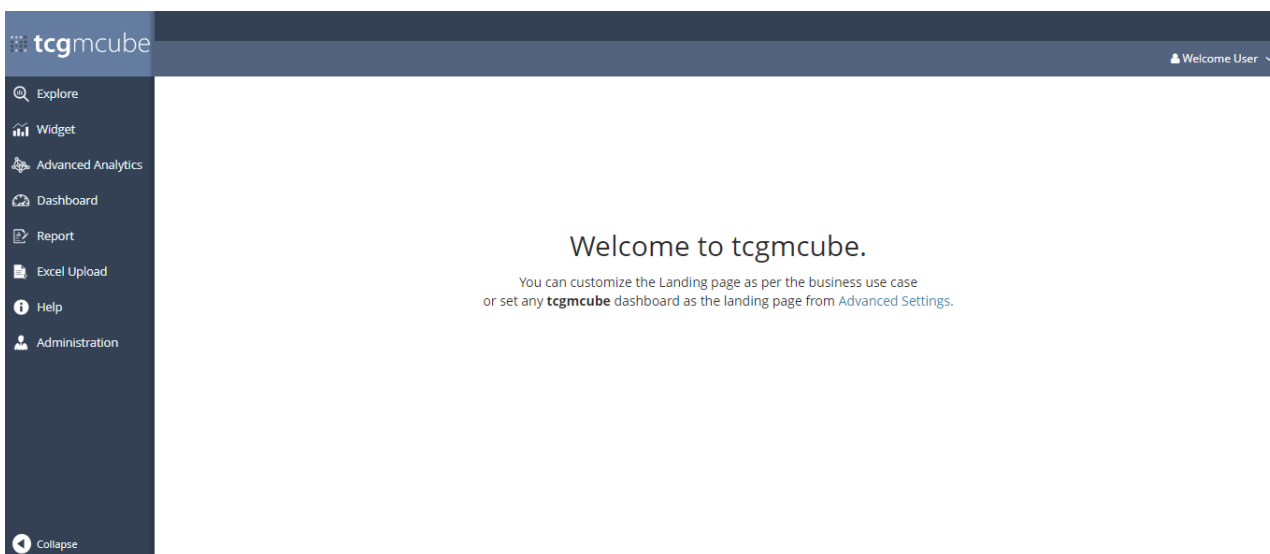 tcgmcube
Welcome User
Explore
Widget
Advanced Analytics
Dashboard
Report
Excel Upload
Help
Administration
Welcome to tcgmcube.
You can customize the Landing page as per the business use case
or set any tcgmcube dashboard as the landing page from Advanced Settings.
Collapse